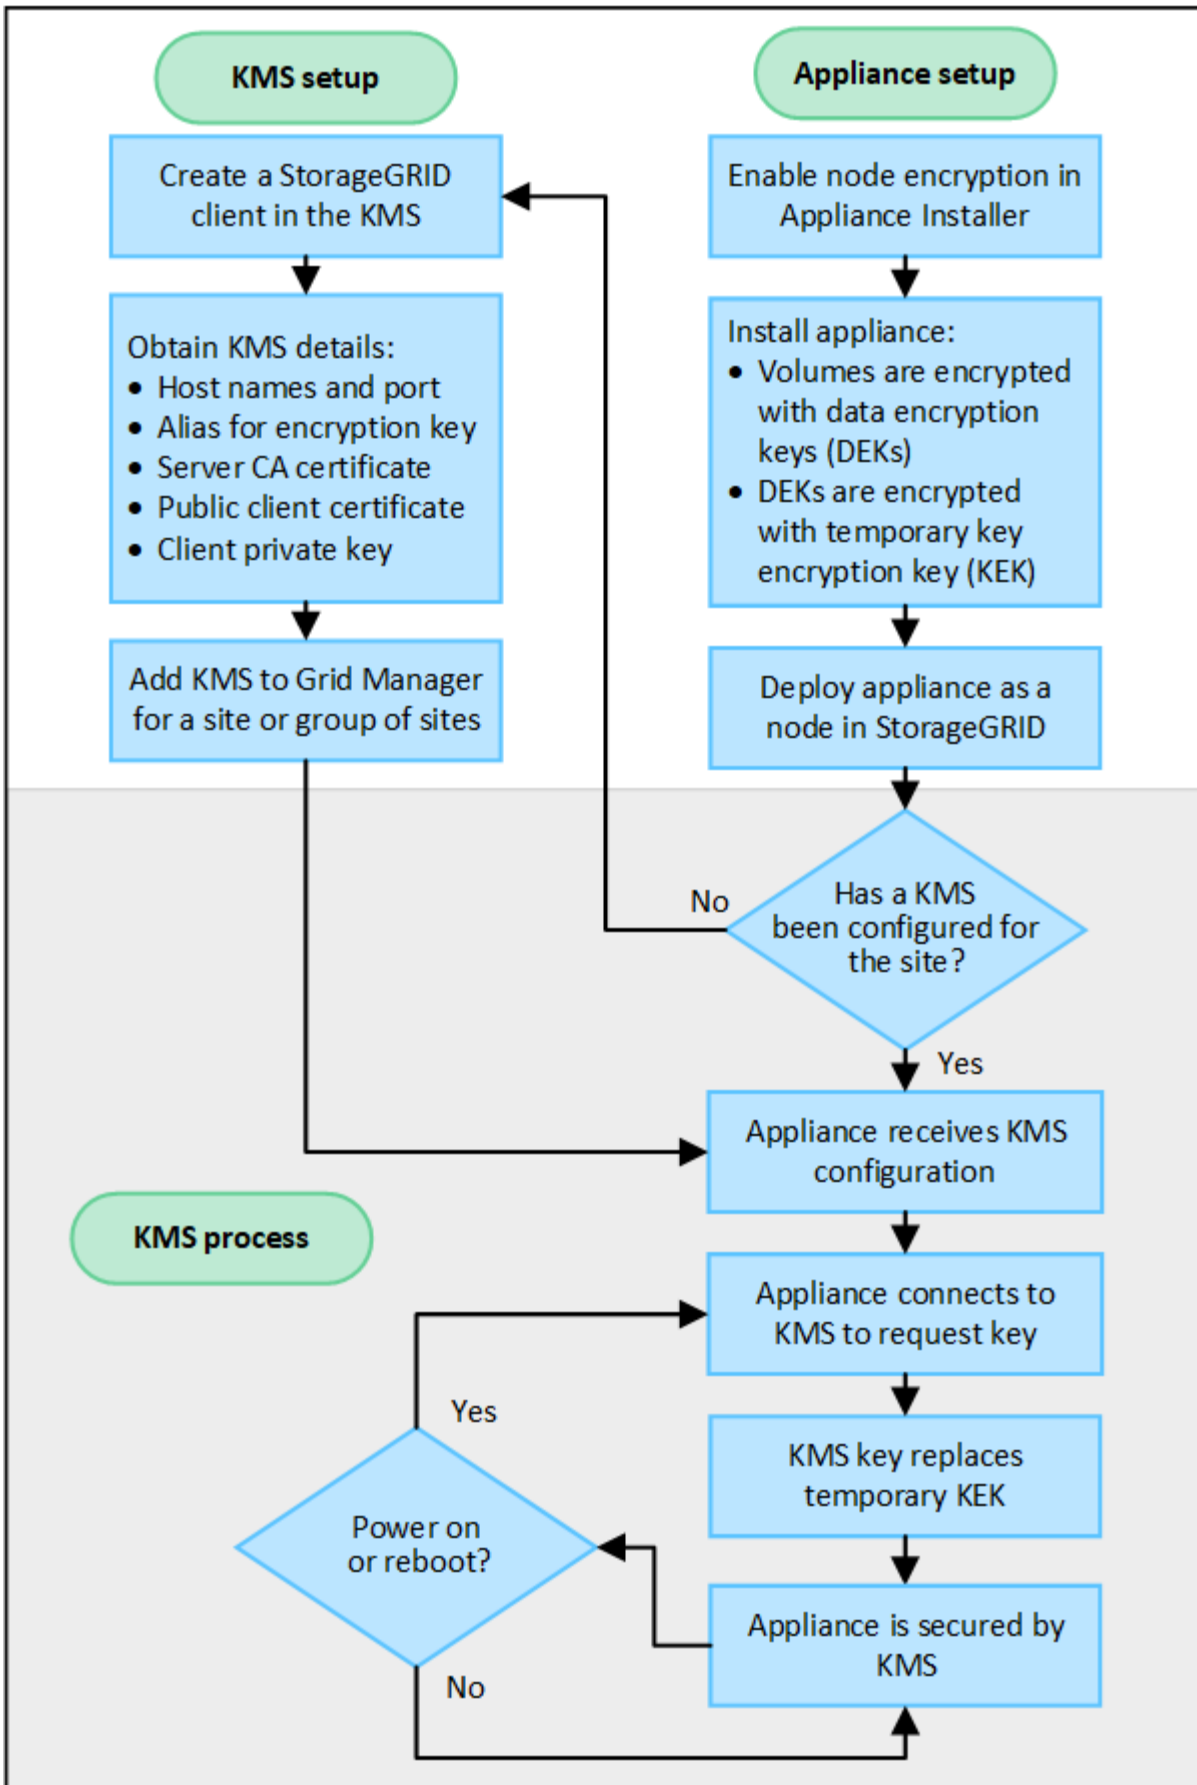 KMS setup
Create a StorageGRID
client in the KMS
Obtain KMS details:
• Host names and port
• Alias for encryption key
• Server CA certificate
• Public client certificate
• Client private key
Add KMS to Grid Manager
for a site or group of sites
Appliance setup
Enable node encryption in
Appliance Installer
Install appliance:
• Volumes are encrypted
with data encryption
keys (DEKs)
• DEKs are encrypted
with temporary key
encryption key (KEK)
Deploy appliance as a
node in StorageGRID
Has a KMS
been configured for
the site?
No
Yes
Appliance receives KMS
configuration
KMS process
Appliance connects to
KMS to request key
KMS key replaces
temporary KEK
Appliance is secured by
KMS
Power on
or reboot?
Yes
No